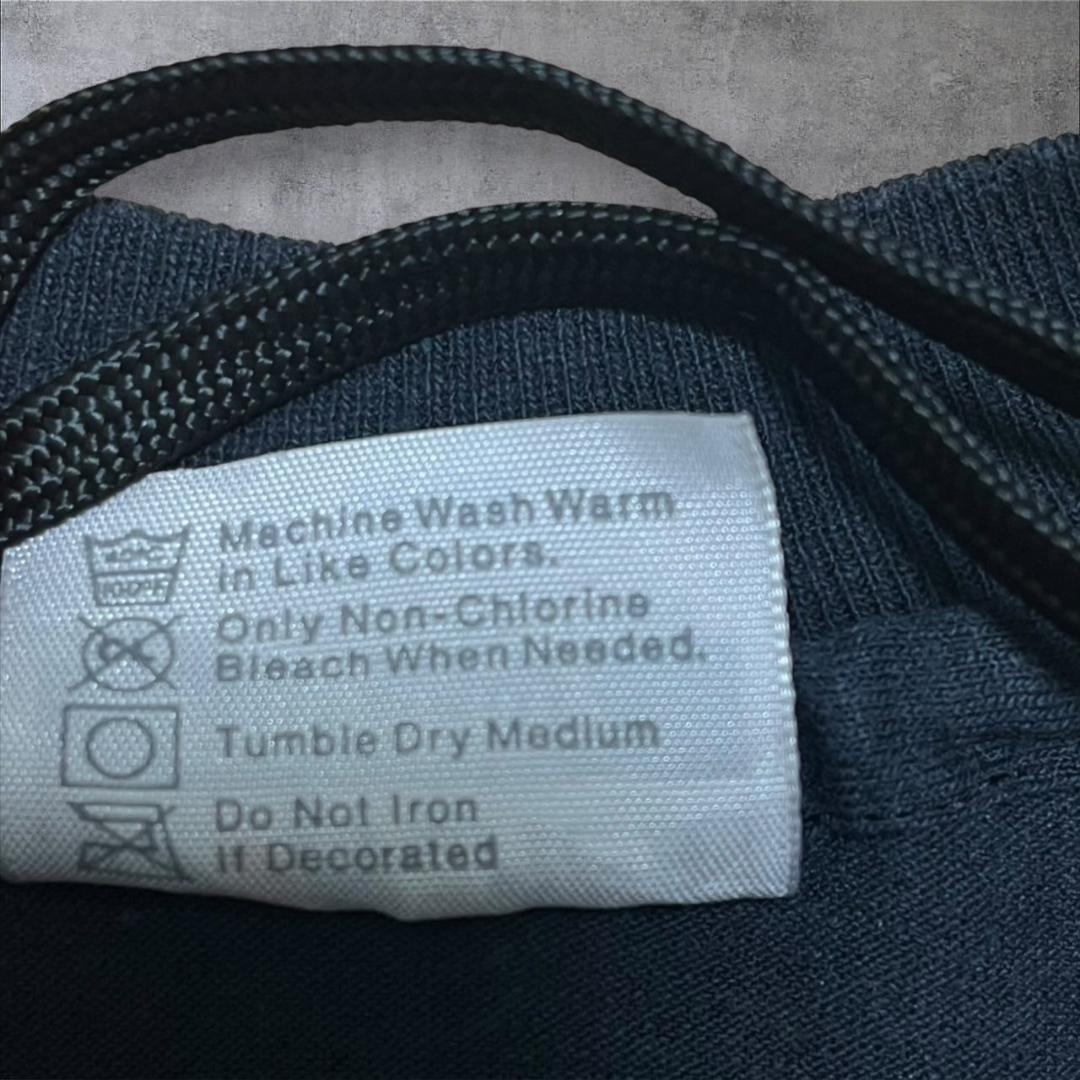 Machine Wash Warm
in Like Colors.
Only Non-Chlorine
Bleach When Needed.
Tumble Dry Medium
Do Not Iron
If Decorated